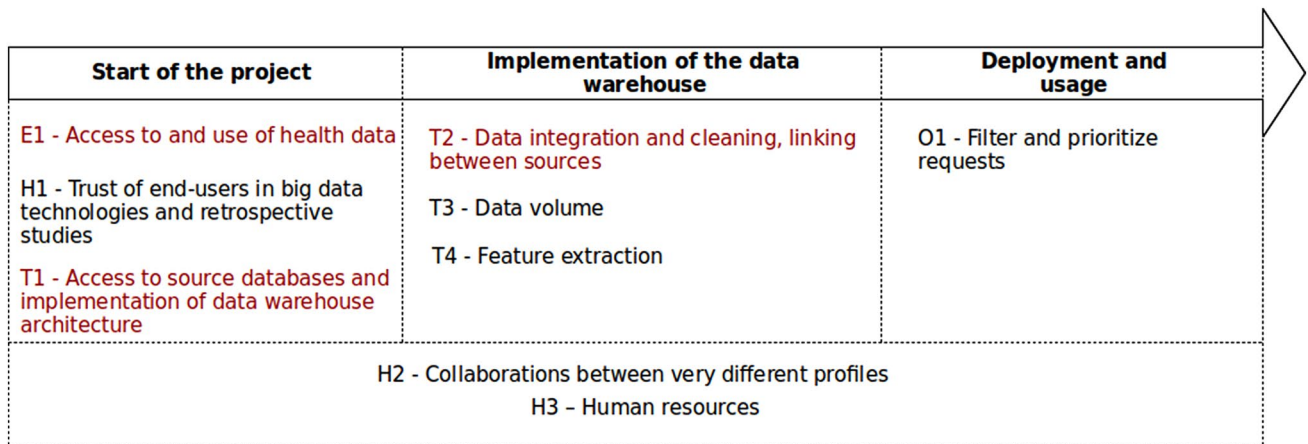 Start of the project
Implementation of the data
warehouse
Deployment and
usage
E1 - Access to and use of health data
H1 - Trust of end-users in big data
technologies and retrospective
studies
T1 - Access to source databases and
implementation of data warehouse
architecture
T2 - Data integration and cleaning, linking
between sources
T3 - Data volume
T4 - Feature extraction
O1 - Filter and prioritize
requests
H2 - Collaborations between very different profiles
H3 – Human resources